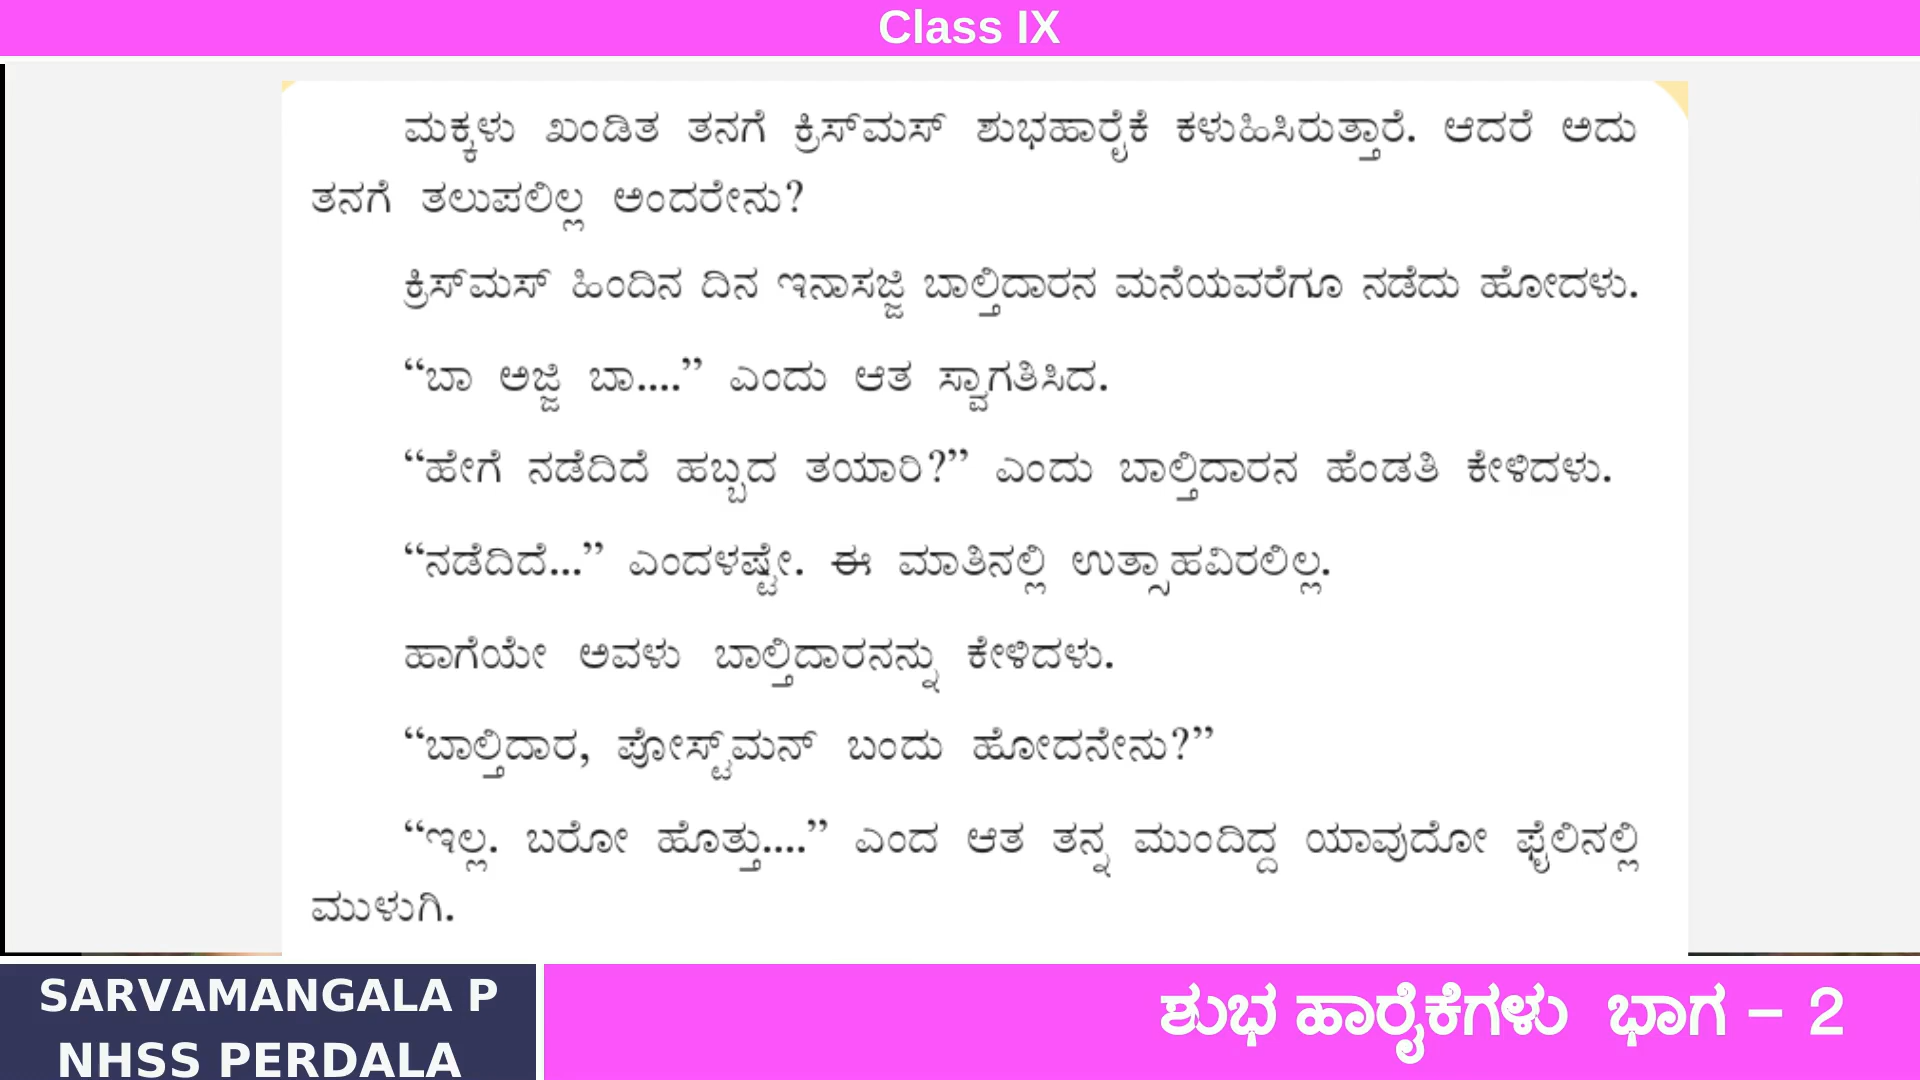 Class IX
ಮಕ್ಕಳು ಖಂಡಿತ ತನಗೆ ಕ್ರಿಸ್‌ಮಸ್ ಶುಭಹಾರೈಕೆ ಕಳುಹಿಸಿರುತ್ತಾರೆ. ಆದರೆ ಅದು
ತನಗೆ ತಲುಪಲಿಲ್ಲ ಅಂದರೇನು?
ಕ್ರಿಸ್‌ಮಸ್ ಹಿಂದಿನ ದಿನ ಇನಾಸಜ್ಜಿ ಬಾಲ್ತಿದಾರನ ಮನೆಯವರೆಗೂ ನಡೆದು ಹೋದಳು.
“ಬಾ ಅಜ್ಜಿ ಬಾ....” ಎಂದು ಆತ ಸ್ವಾಗತಿಸಿದ.
“ಹೇಗೆ ನಡೆದಿದೆ ಹಬ್ಬದ ತಯಾರಿ?” ಎಂದು ಬಾಲ್ತಿದಾರನ ಹೆಂಡತಿ ಕೇಳಿದಳು.
“ನಡೆದಿದೆ...” ಎಂದಳಷ್ಟೇ. ಈ ಮಾತಿನಲ್ಲಿ ಉತ್ಸಾಹವಿರಲಿಲ್ಲ.
ಹಾಗೆಯೇ ಅವಳು ಬಾಲ್ತಿದಾರನನ್ನು ಕೇಳಿದಳು.
“ಬಾಲ್ತಿದಾರ, ಪೋಸ್ಟ್‌ಮನ್ ಬಂದು ಹೋದನೇನು?”
“ಇಲ್ಲ. ಬರೋ ಹೊತ್ತು....” ಎಂದ ಆತ ತನ್ನ ಮುಂದಿದ್ದ ಯಾವುದೋ ಫೈಲಿನಲ್ಲಿ
ಮುಳುಗಿ.
SARVAMANGALA P
NHSS PERDALA
ಶುಭ ಹಾರೈಕೆಗಳು ಭಾಗ – 2